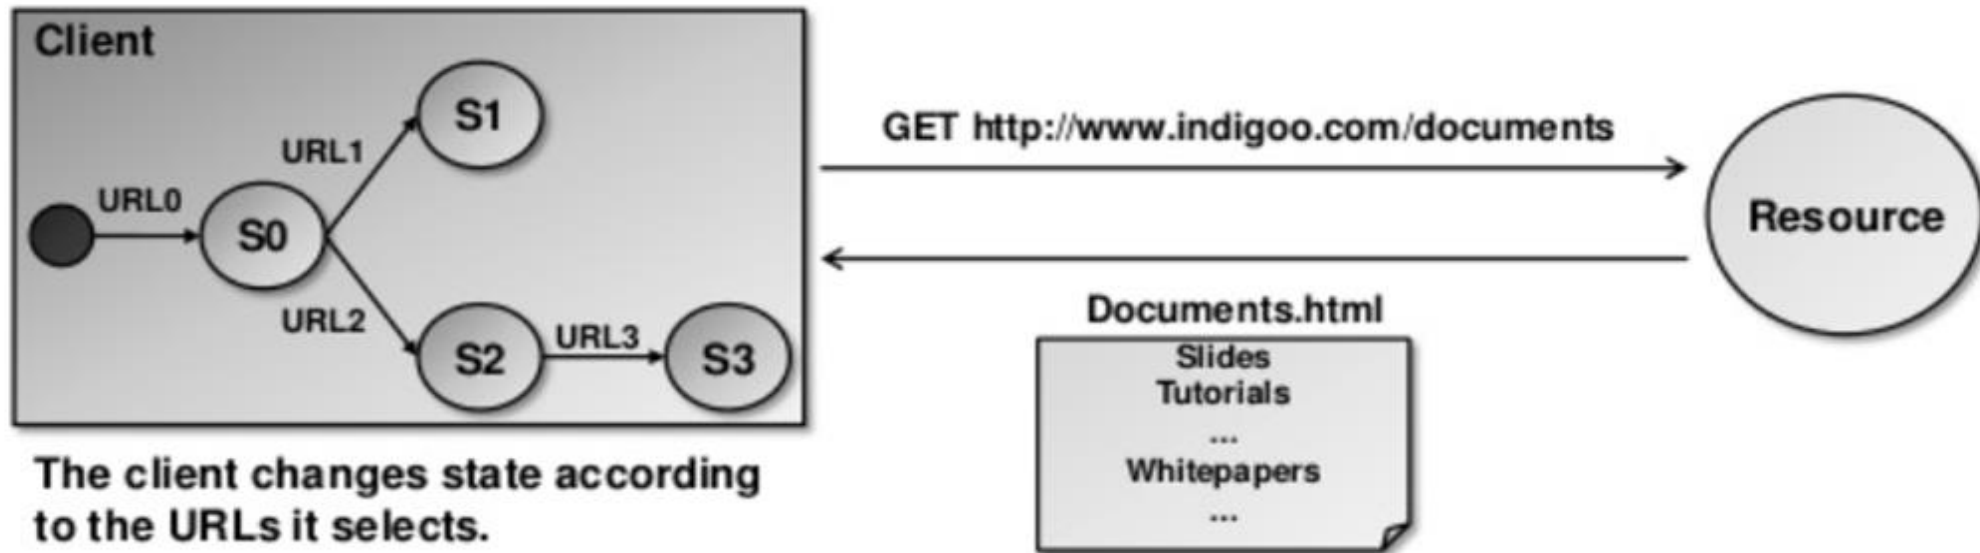 Client
URL0
S0
URL1
S1
URL2
S2
URL3
S3
The client changes state according
to the URLs it selects.
GET http://www.indigoo.com/documents
Resource
Documents.html
Slides
Tutorials
...
Whitepapers
...